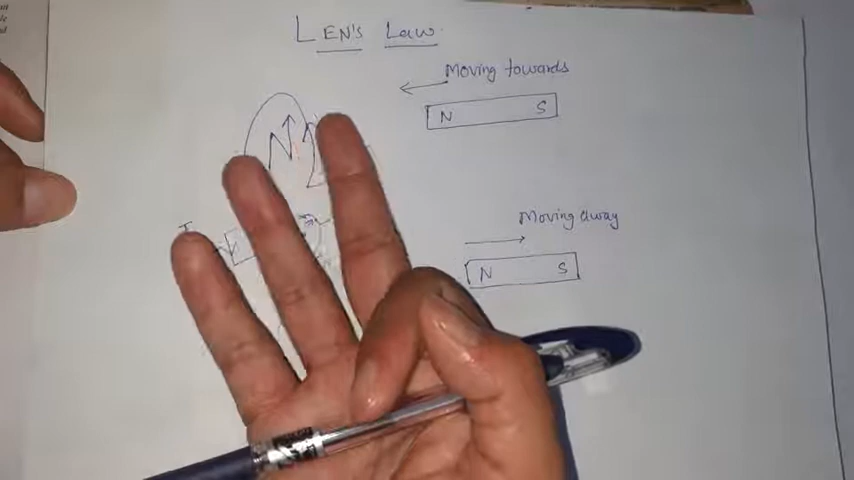 LEN'S Law
Moving towards
N S
N
Moving away
N S